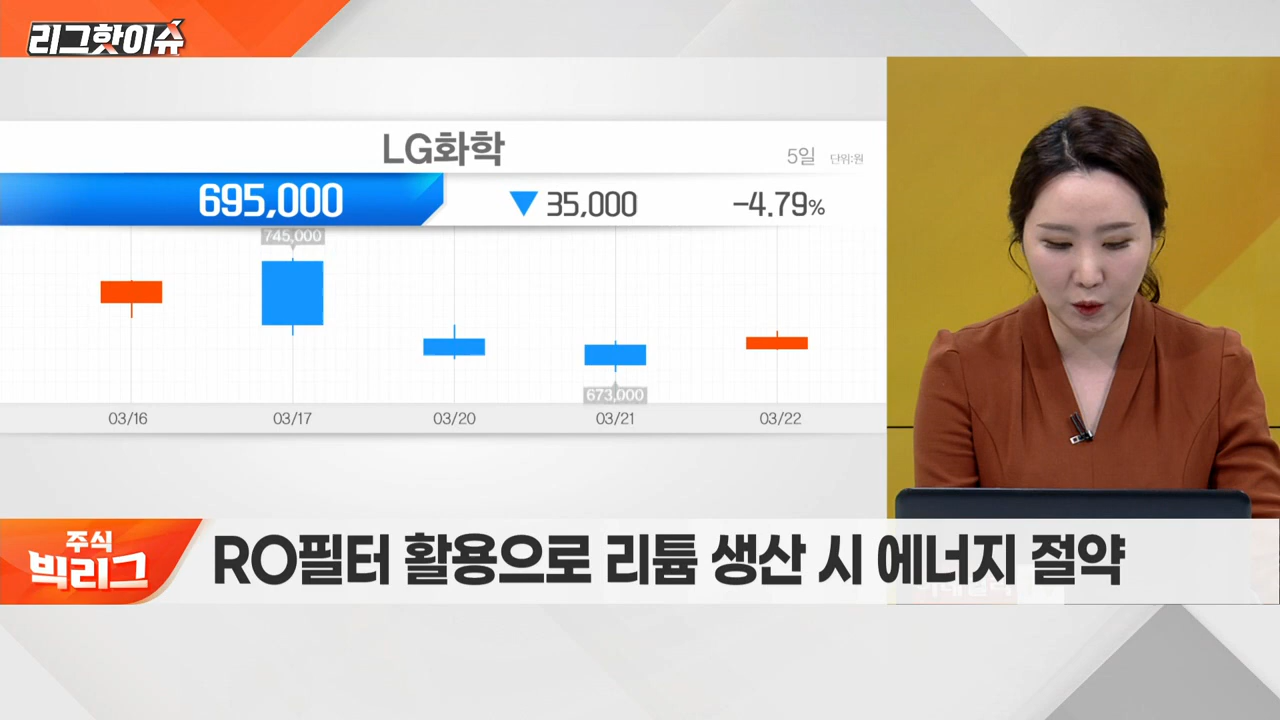 리그핫이슈
LG화학
5일 단위:원
695,000 ▼ 35,000 -4.79%
745,000
673,000
03/16 03/17 03/20 03/21 03/22
주식
빅리그
RO필터 활용으로 리튬 생산 시 에너지 절약